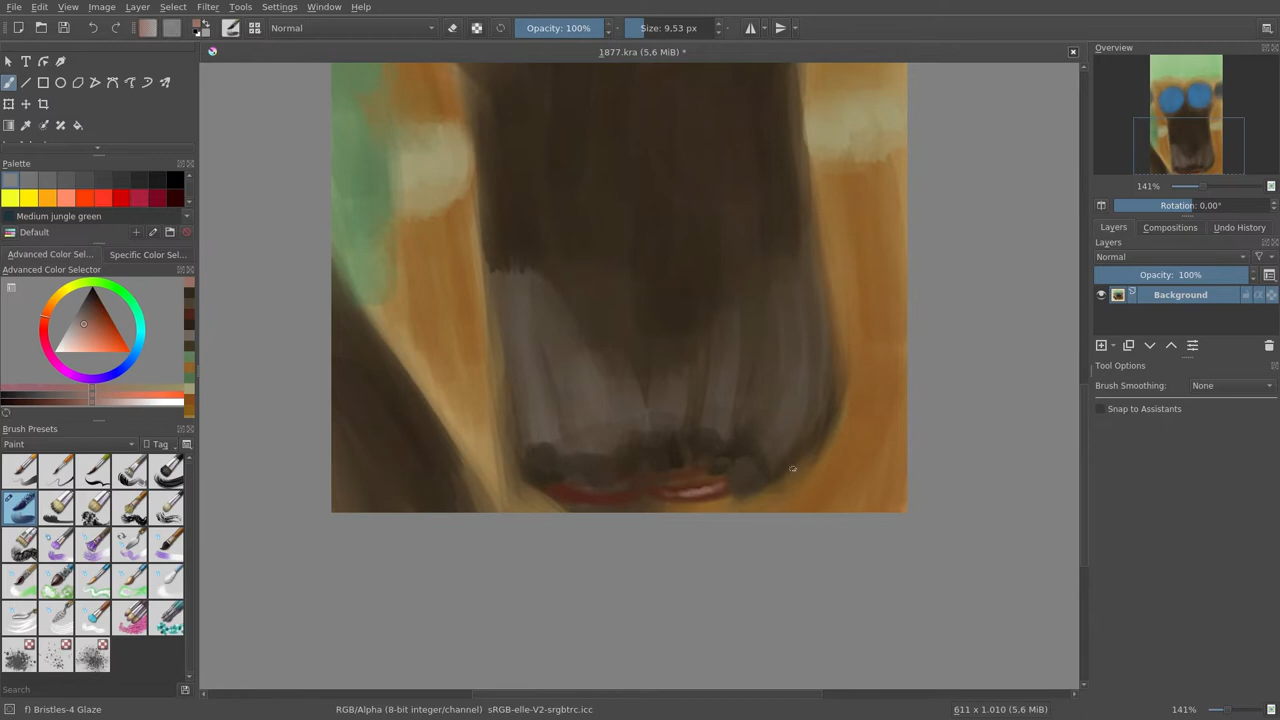 File Edit View Image Layer Select Filter Tools Settings Window Help
Normal Opacity: 100% Size: 9,53 px
1877.kra (5,6 MiB) *
Overview
141%
Rotation: 0,00°
Palette
Medium jungle green
Default
Advanced Color Sel... Specific Color Sel...
Advanced Color Selector
Brush Presets
Paint Tag
Search
Layers Compositions Undo History
Layers
Normal
Opacity: 100%
Background
Tool Options
Brush Smoothing: None
Snap to Assistants
f) Bristles-4 Glaze RGB/Alpha (8-bit integer/channel) sRGB-elle-V2-srgbtrc.icc 611 x 1.010 (5,6 MiB) 141%